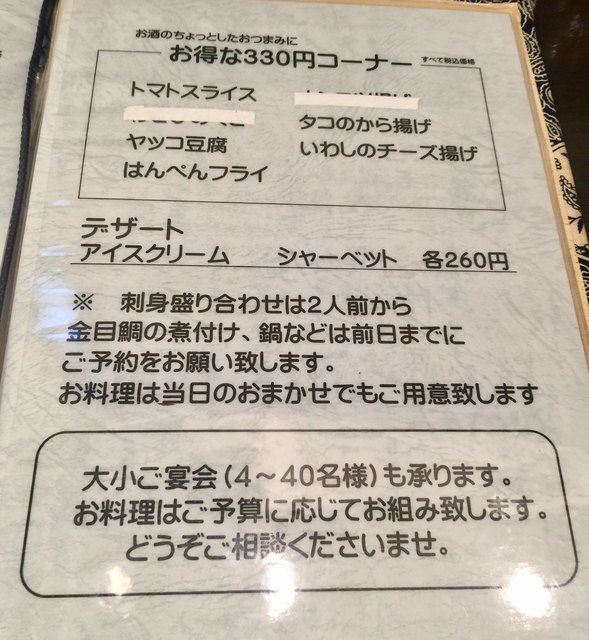 お酒のちょっとしたおつまみに
お得な330円コーナー すべて税込価格
トマトスライス
タコのから揚げ
ヤッコ豆腐 いわしのチーズ揚げ
はんぺんフライ
デザート
アイスクリーム シャーベット 各260円
※ 刺身盛り合わせは2人前から
金目鯛の煮付け、鍋などは前日までに
ご予約をお願い致します。
お料理は当日のおまかせでもご用意致します
大小ご宴会(4～40名様)も承ります。
お料理はご予算に応じてお組み致します。
どうぞご相談くださいませ。